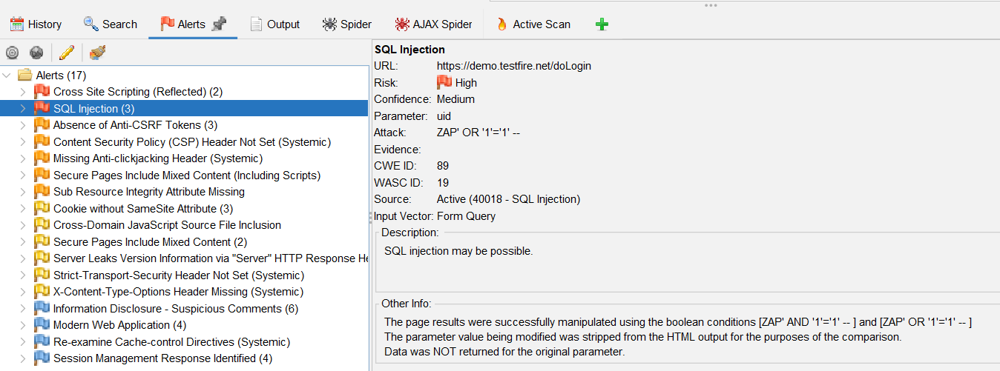 History Search Alerts Output Spider AJAX Spider Active Scan
Alerts (17)
Cross Site Scripting (Reflected) (2)
SQL Injection (3)
Absence of Anti-CSRF Tokens (3)
Content Security Policy (CSP) Header Not Set (Systemic)
Missing Anti-clickjacking Header (Systemic)
Secure Pages Include Mixed Content (Including Scripts)
Sub Resource Integrity Attribute Missing
Cookie without SameSite Attribute (3)
Cross-Domain JavaScript Source File Inclusion
Secure Pages Include Mixed Content (2)
Server Leaks Version Information via "Server" HTTP Response He
Strict-Transport-Security Header Not Set (Systemic)
X-Content-Type-Options Header Missing (Systemic)
Information Disclosure - Suspicious Comments (6)
Modern Web Application (4)
Re-examine Cache-control Directives (Systemic)
Session Management Response Identified (4)
SQL Injection
URL: https://demo.testfire.net/doLogin
Risk: High
Confidence: Medium
Parameter: uid
Attack: ZAP' OR '1'='1' --
Evidence:
CWE ID: 89
WASC ID: 19
Source: Active (40018 - SQL Injection)
Input Vector: Form Query
Description:
SQL injection may be possible.
Other Info:
The page results were successfully manipulated using the boolean conditions [ZAP' AND '1'='1' -- ] and [ZAP' OR '1'='1' -- ]
The parameter value being modified was stripped from the HTML output for the purposes of the comparison.
Data was NOT returned for the original parameter.